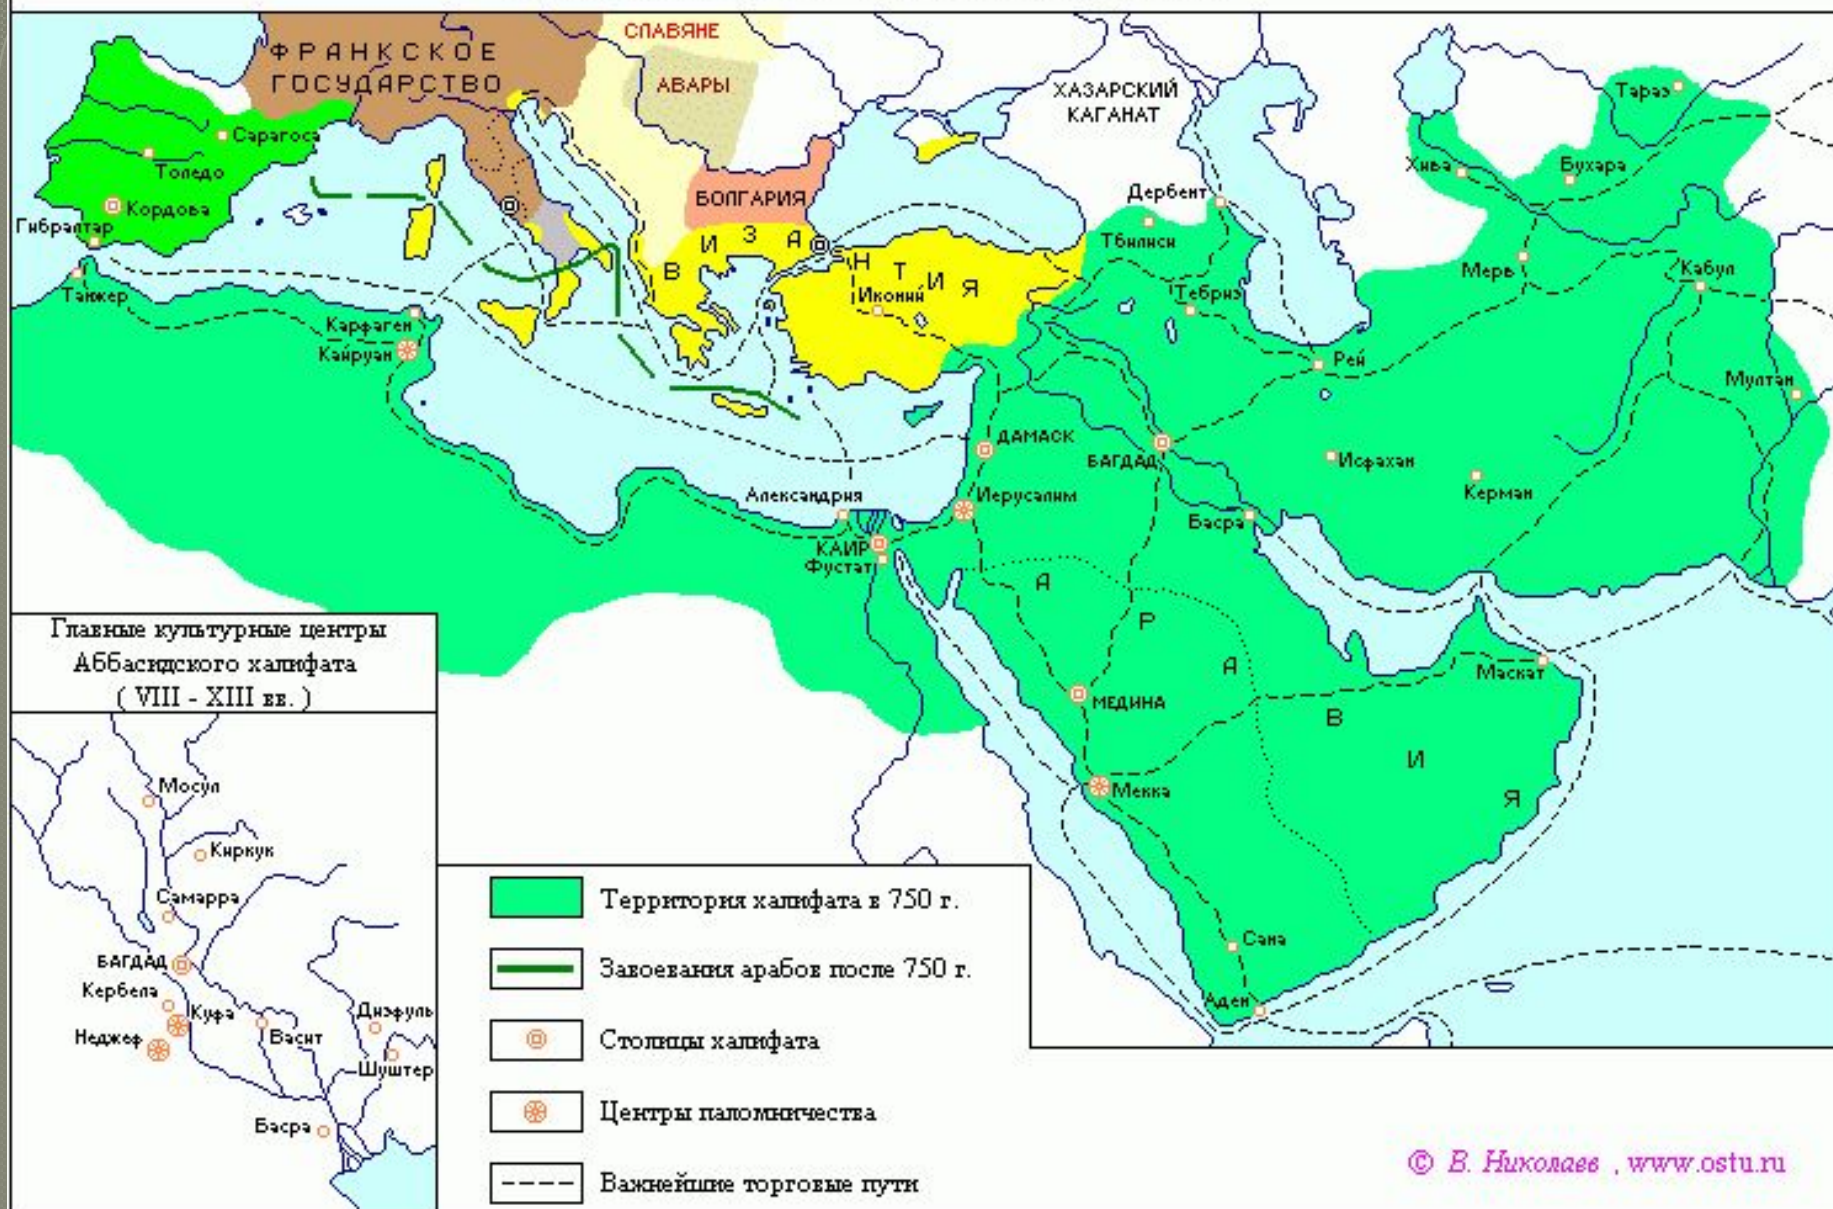 ФРАНКСКОЕ
ГОСУДАРСТВО
СЛАВЯНЕ
АВАРЫ
ХАЗАРСКИЙ
КАГАНАТ
БОЛГАРИЯ
ВИЗАНТИЯ
Сарагоса
Толедо
Кордова
Гибралтар
Танжер
Карфаген
Кайруан
Иконий
Дербент
Тбилиси
Тебриз
Тараз
Хива
Бухара
Мерв
Кабул
Рей
Мултан
ДАМАСК
БАГДАД
Исфахан
Керман
Иерусалим
Александрия
Басра
КАИР
Фустат
АРАВИЯ
МЕДИНА
Маскат
Мекка
Сана
Аден
Главные культурные центры
Аббасидского халифата
( VIII - XIII вв. )
Мосул
Киркук
Самарра
БАГДАД
Кербела
Куфа
Неджеф
Васит
Дизфуль
Шуштер
Басра
Территория халифата в 750 г.
Завоевания арабов после 750 г.
Столицы халифата
Центры паломничества
Важнейшие торговые пути
© В. Николаев , www.ostu.ru